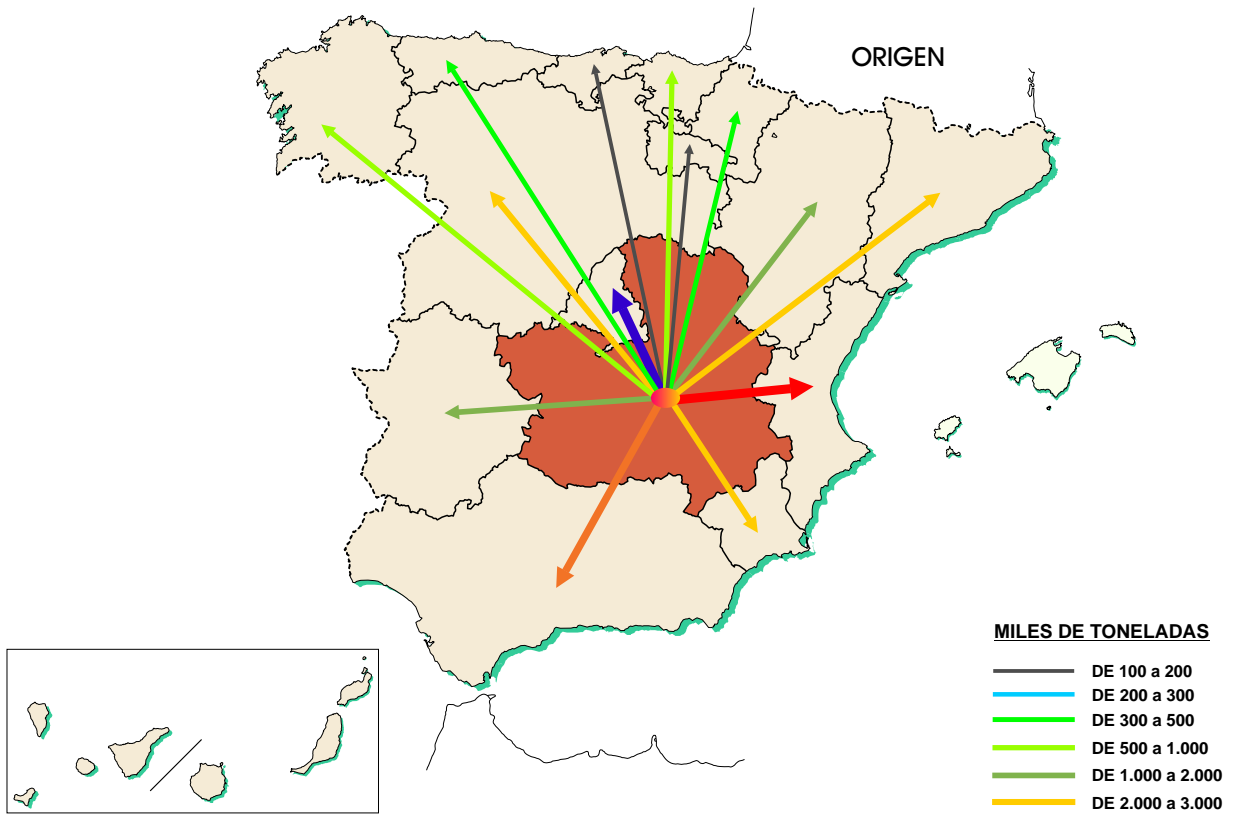 ORIGEN
MILES DE TONELADAS
DE 100 a 200
DE 200 a 300
DE 300 a 500
DE 500 a 1.000
DE 1.000 a 2.000
DE 2.000 a 3.000